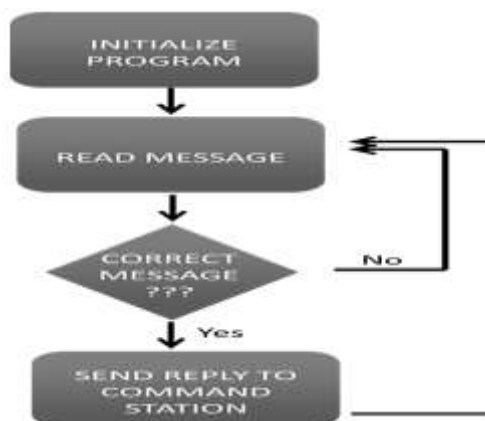 INITIALIZE
PROGRAM
READ MESSAGE
CORRECT
MESSAGE
???
No
Yes
SEND REPLY TO
COMMAND
STATION